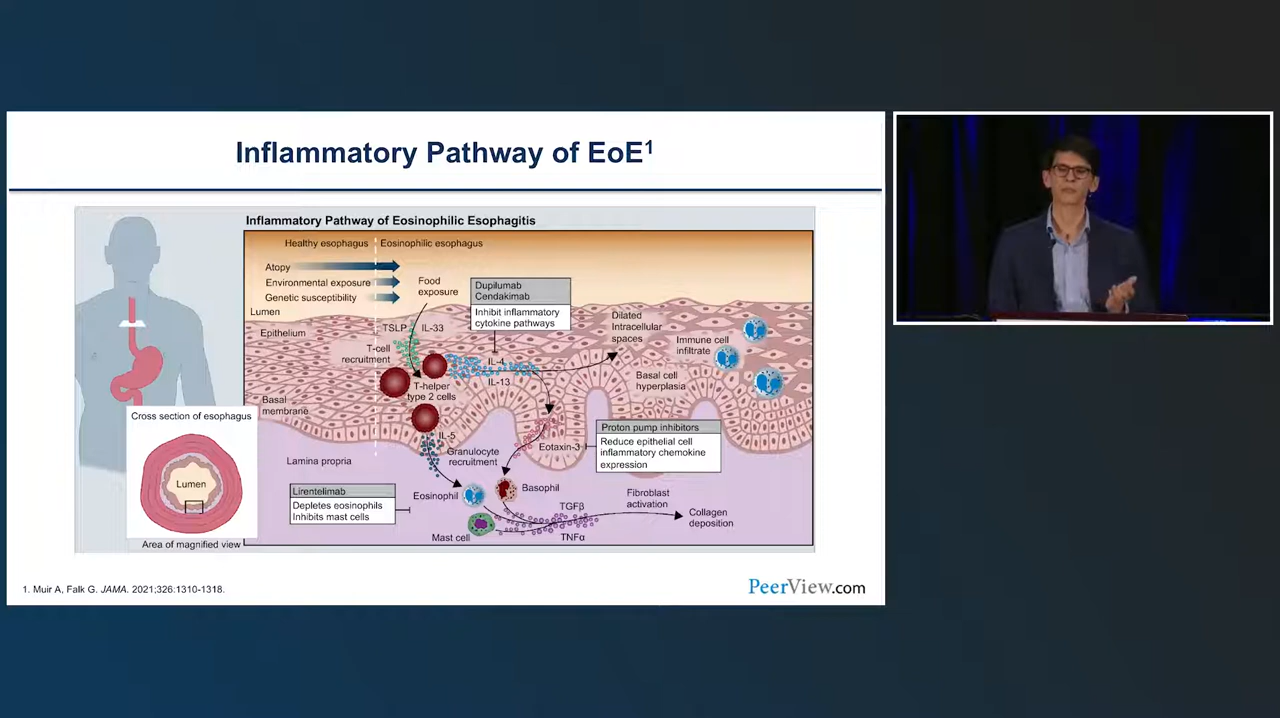 Inflammatory Pathway of EoE1
Inflammatory Pathway of Eosinophilic Esophagitis
Healthy esophagus
Eosinophilic esophagus
Atopy
Environmental exposure
Genetic susceptibility
Lumen
Epithelium
Food
exposure
Dupilumab
Cendakimab
Inhibit inflammatory
cytokine pathways
TSLP
IL-33
T-cell
recruitment
IL-4
IL-13
T-helper
type 2 cells
Dilated
Intracellular
spaces
Immune cell
infiltrate
Basal cell
hyperplasia
Basal
membrane
IL-5
Granulocyte
recruitment
Eotaxin-3
Proton pump inhibitors
Reduce epithelial cell
inflammatory chemokine
expression
Lamina propria
Lirentelimab
Depletes eosinophils
Inhibits mast cells
Eosinophil
Basophil
Mast cell
TGFβ
TNFα
Fibroblast
activation
Collagen
deposition
Cross section of esophagus
Lumen
Area of magnified view
1. Muir A, Falk G. JAMA. 2021;326:1310-1318.
PeerView.com